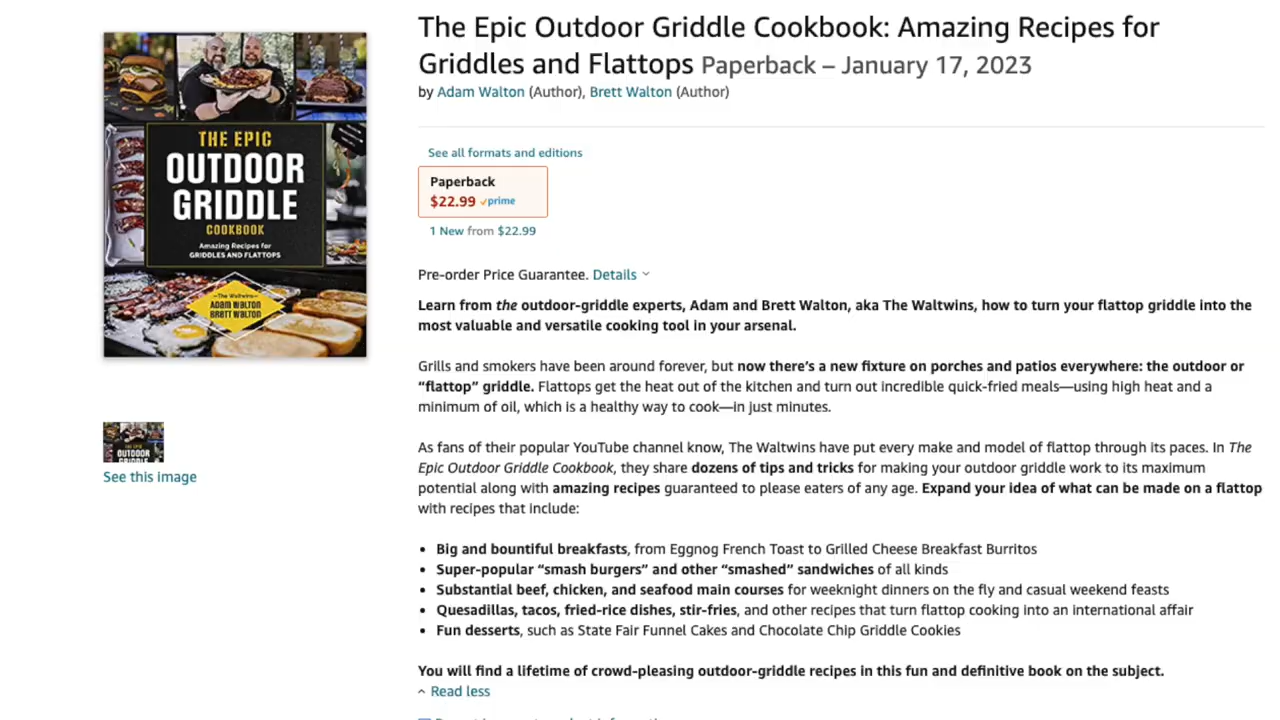 The Epic Outdoor Griddle Cookbook: Amazing Recipes for
Griddles and Flattops Paperback – January 17, 2023
by Adam Walton (Author), Brett Walton (Author)
See all formats and editions
Paperback
$22.99 prime
1 New from $22.99
Pre-order Price Guarantee. Details
Learn from the outdoor-griddle experts, Adam and Brett Walton, aka The Waltwins, how to turn your flattop griddle into the
most valuable and versatile cooking tool in your arsenal.
Grills and smokers have been around forever, but now there’s a new fixture on porches and patios everywhere: the outdoor or
“flattop” griddle. Flattops get the heat out of the kitchen and turn out incredible quick-fried meals—using high heat and a
minimum of oil, which is a healthy way to cook—in just minutes.
As fans of their popular YouTube channel know, The Waltwins have put every make and model of flattop through its paces. In The
Epic Outdoor Griddle Cookbook, they share dozens of tips and tricks for making your outdoor griddle work to its maximum
potential along with amazing recipes guaranteed to please eaters of any age. Expand your idea of what can be made on a flattop
with recipes that include:
• Big and bountiful breakfasts, from Eggnog French Toast to Grilled Cheese Breakfast Burritos
• Super-popular “smash burgers” and other “smashed” sandwiches of all kinds
• Substantial beef, chicken, and seafood main courses for weeknight dinners on the fly and casual weekend feasts
• Quesadillas, tacos, fried-rice dishes, stir-fries, and other recipes that turn flattop cooking into an international affair
• Fun desserts, such as State Fair Funnel Cakes and Chocolate Chip Griddle Cookies
You will find a lifetime of crowd-pleasing outdoor-griddle recipes in this fun and definitive book on the subject.
Read less
THE EPIC
OUTDOOR
GRIDDLE
COOKBOOK
Amazing Recipes for
GRIDDLES AND FLATTOPS
The Waltwins
ADAM WALTON
BRETT WALTON
THE EPIC
OUTDOOR
GRIDDLE
See this image